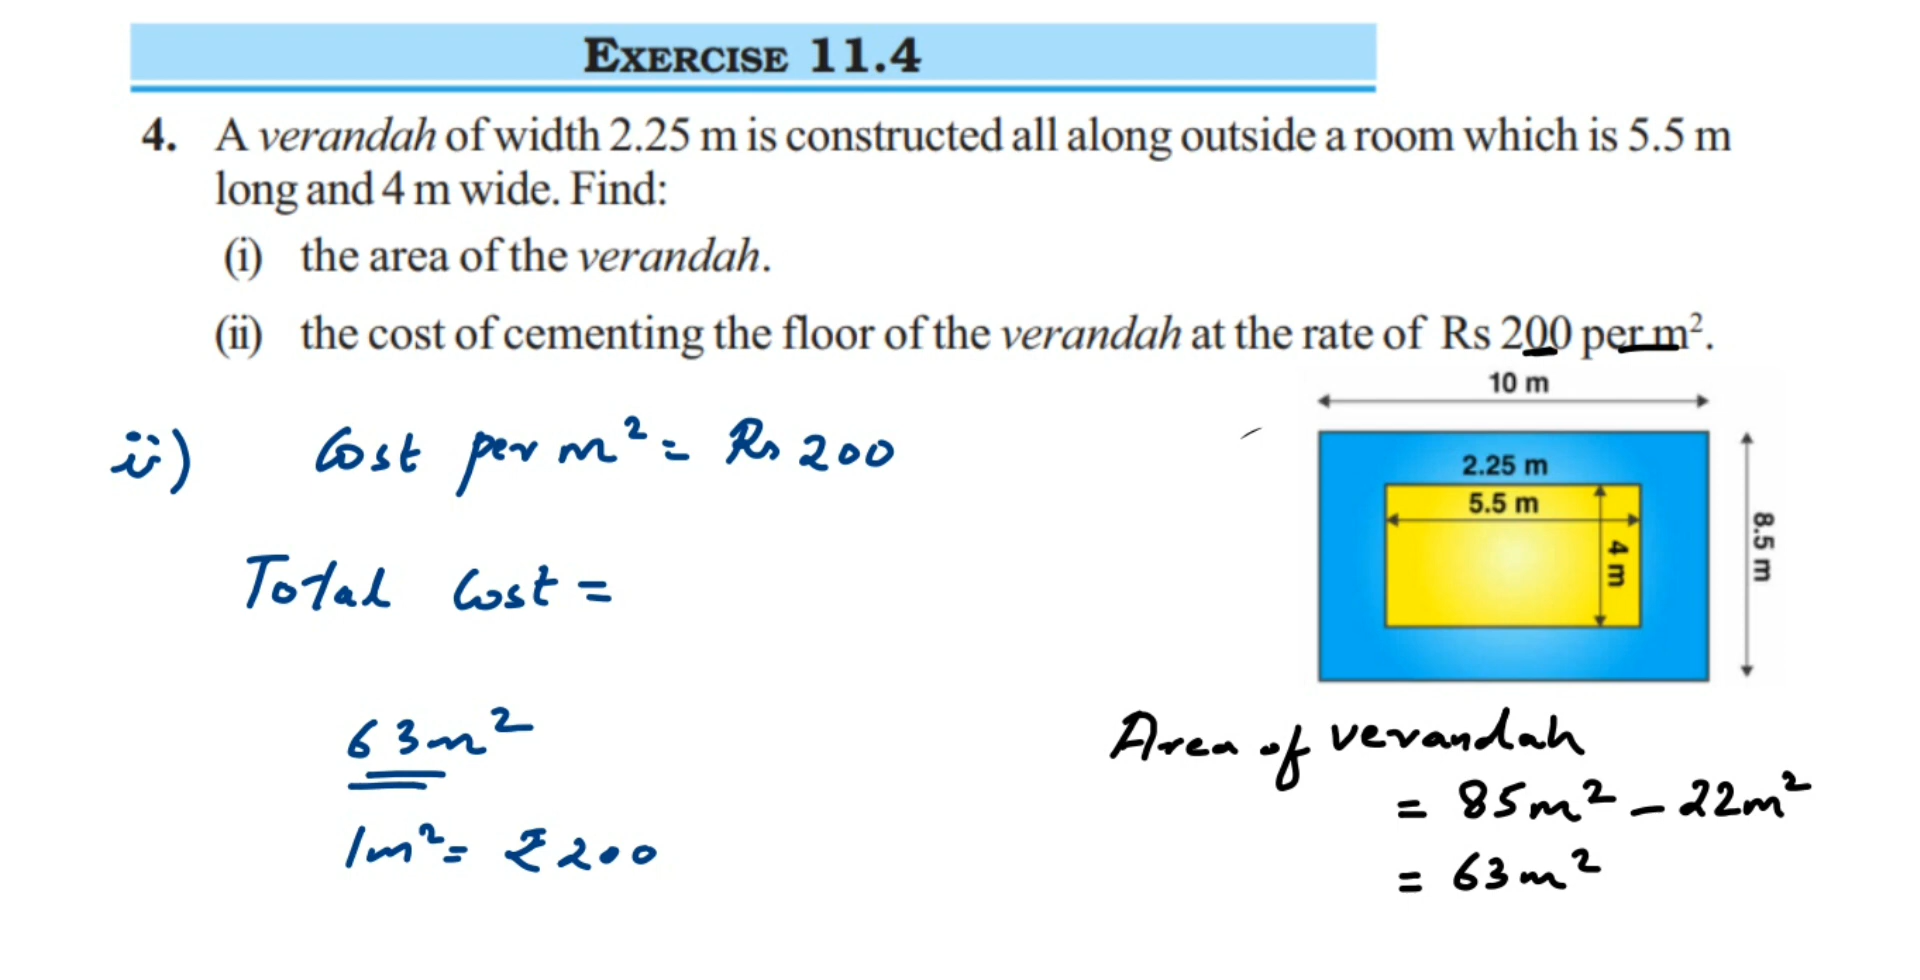 EXERCISE 11.4
4. A verandah of width 2.25 m is constructed all along outside a room which is 5.5 m
long and 4 m wide. Find:
(i) the area of the verandah.
(ii) the cost of cementing the floor of the verandah at the rate of Rs 200 per m².
10 m
2.25 m
5.5 m
4 m
8.5 m
ii) Cost per m² = Rs 200
Total Cost =
63m²
1m² = ₹ 200
Area of verandah
= 85m² - 22m²
= 63m²